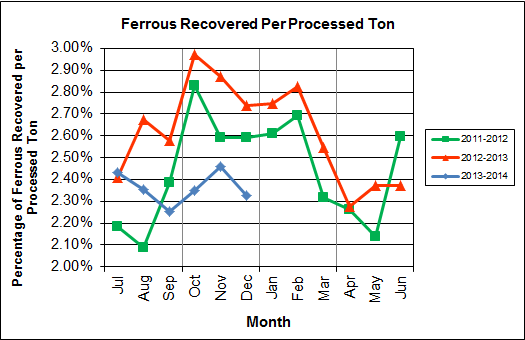 Ferrous Recovered Per Processed Ton
Percentage of Ferrous Recovered per
Processed Ton
3.00%
2.90%
2.80%
2.70%
2.60%
2.50%
2.40%
2.30%
2.20%
2.10%
2.00%
Jul Aug Sep Oct Nov Dec Jan Feb Mar Apr May Jun
Month
2011-2012
2012-2013
2013-2014